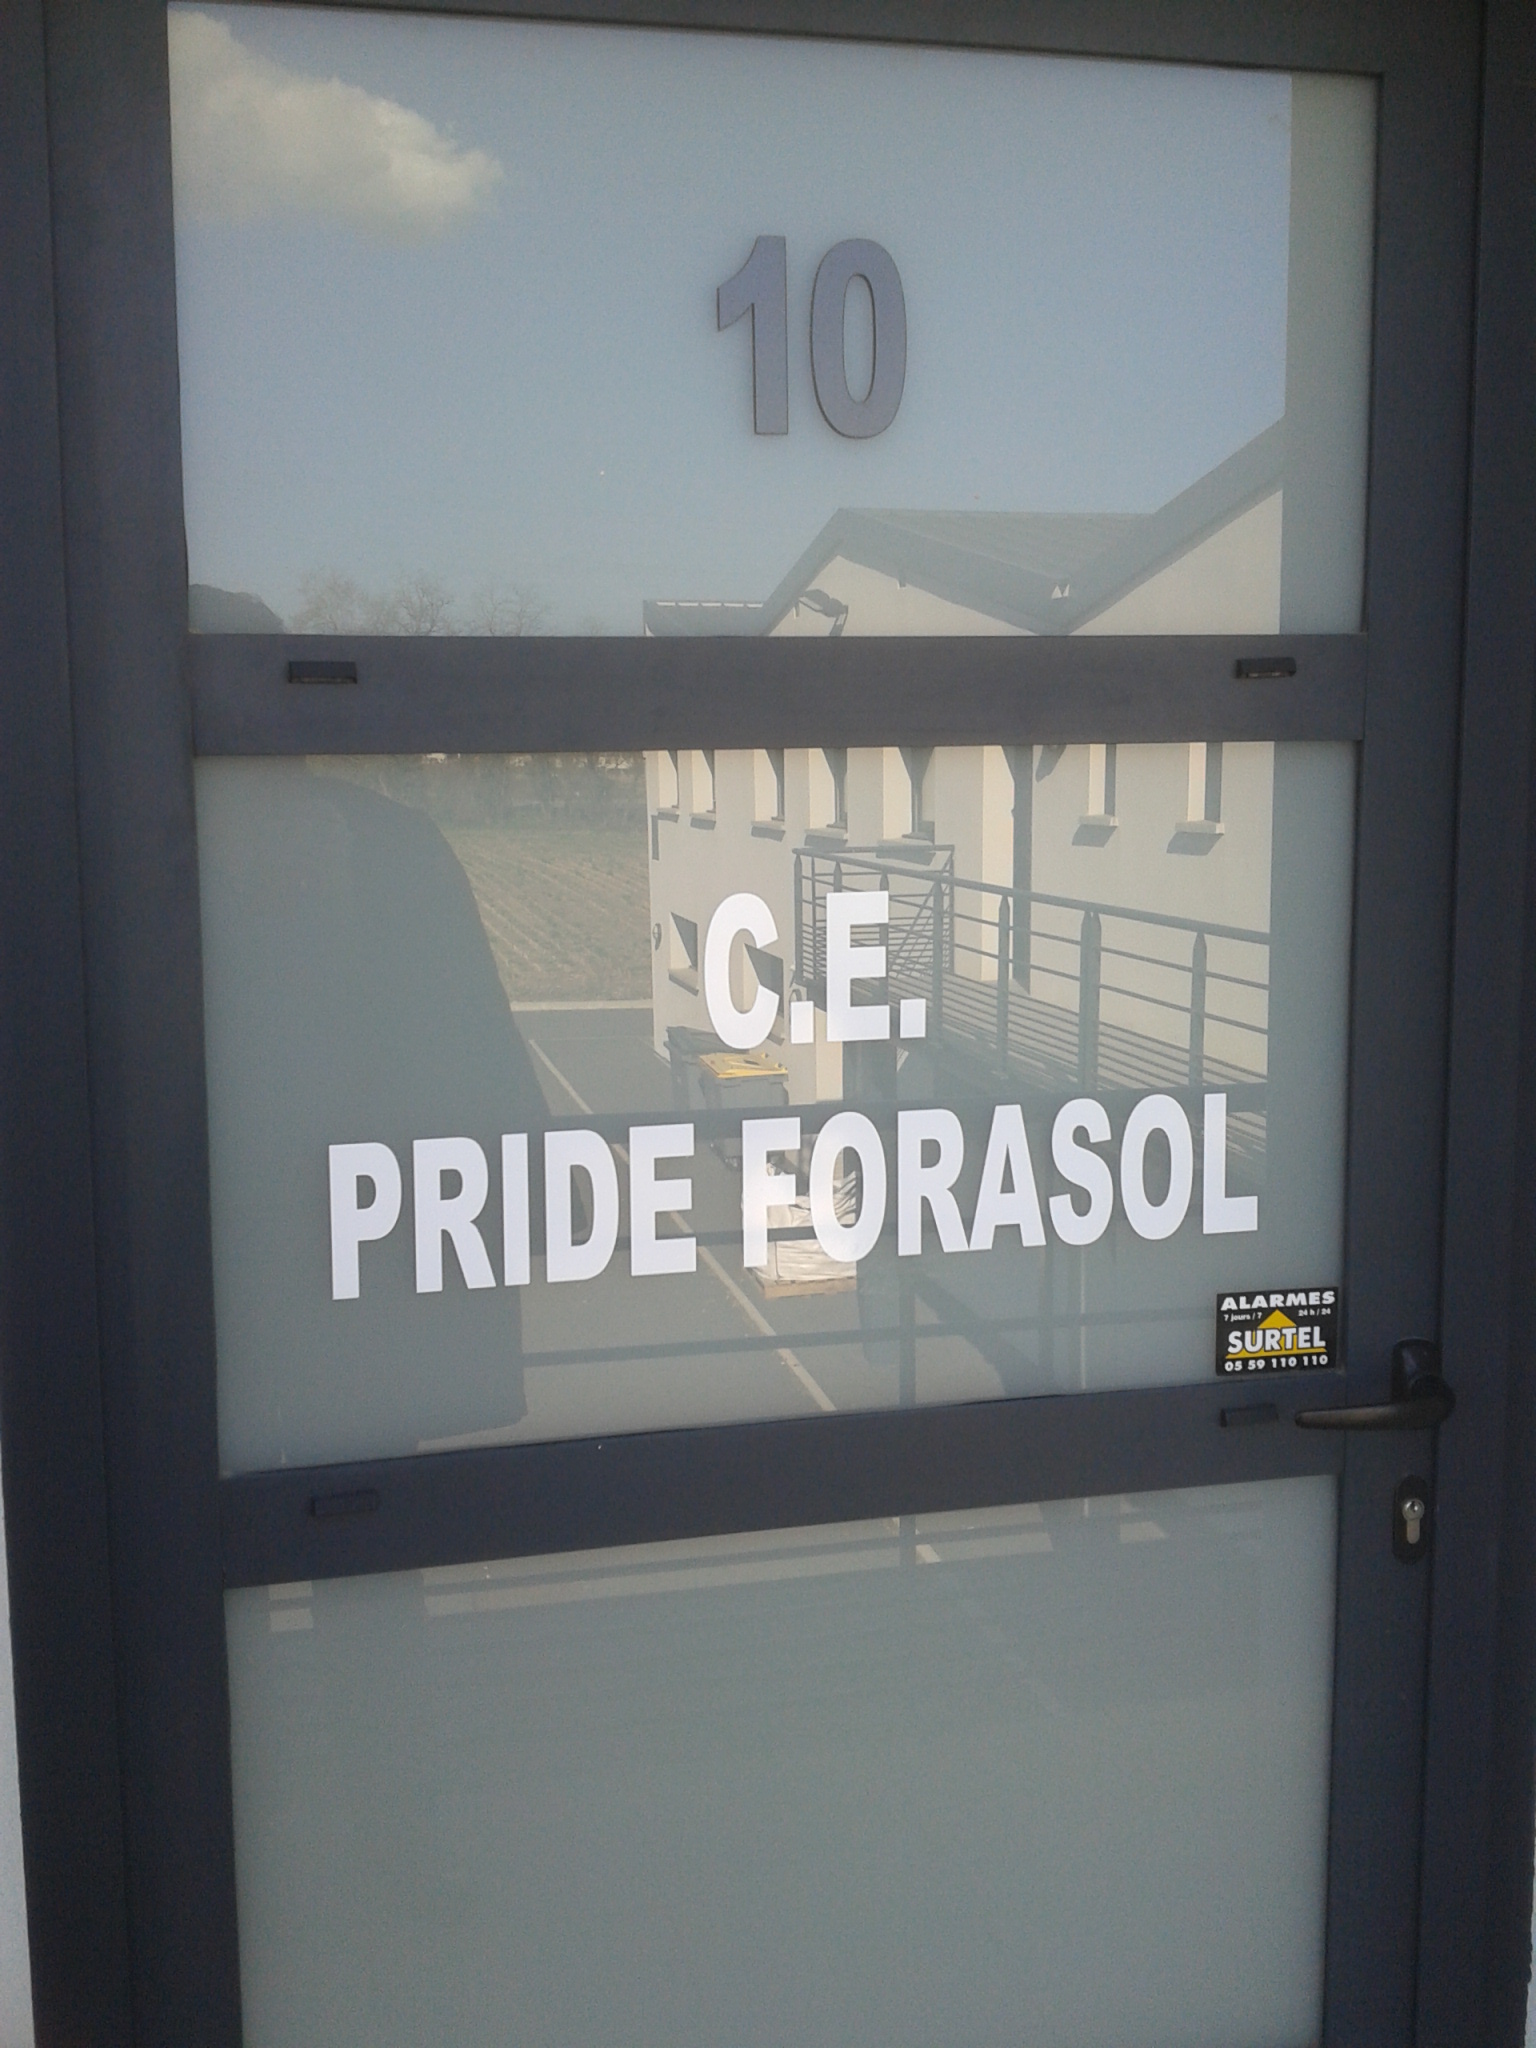 10
C.E.
PRIDE FORASOL
ALARMES
7 jours / 7 24 h / 24
SURTEL
05 59 110 110